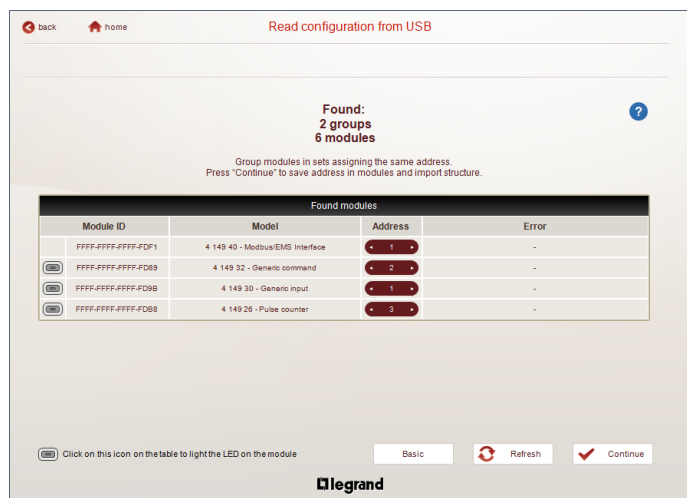 back home Read configuration from USB
Found:
2 groups
6 modules
?
Group modules in sets assigning the same address.
Press "Continue" to save address in modules and import structure.
Found modules
Module ID Model Address Error
FFFF-FFFF-FFFF-FDF1 4 149 40 - Modbus/EMS Interface 1 -
FFFF-FFFF-FFFF-FD89 4 149 32 - Generic command 2 -
FFFF-FFFF-FFFF-FD9B 4 149 30 - Generic input 1 -
FFFF-FFFF-FFFF-FDB8 4 149 26 - Pulse counter 3 -
Click on this icon on the table to light the LED on the module Basic Refresh Continue
legrand